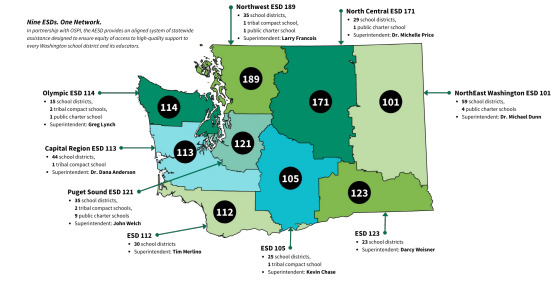 Nine ESDs. One Network.
In partnership with OSPI, the AESD provides an aligned system of statewide
assistance designed to ensure equity of access to high-quality support to
every Washington school district and its educators.
Northwest ESD 189
• 35 school districts,
1 tribal compact school,
1 public charter school
• Superintendent: Larry Francois
North Central ESD 171
• 29 school districts,
1 public charter school
• Superintendent: Dr. Michelle Price
Olympic ESD 114
• 15 school districts,
2 tribal compact schools,
1 public charter school
• Superintendent: Greg Lynch
NorthEast Washington ESD 101
• 59 school districts,
4 public charter schools
• Superintendent: Dr. Michael Dunn
Capital Region ESD 113
• 44 school districts,
1 tribal compact school
• Superintendent: Dr. Dana Anderson
Puget Sound ESD 121
• 35 school districts,
2 tribal compact schools,
9 public charter schools
• Superintendent: John Welch
ESD 112
• 30 school districts
• Superintendent: Tim Merlino
ESD 105
• 25 school districts,
1 tribal compact school
• Superintendent: Kevin Chase
ESD 123
• 23 school districts
• Superintendent: Darcy Weisner
189
171
101
114
113
121
105
123
112